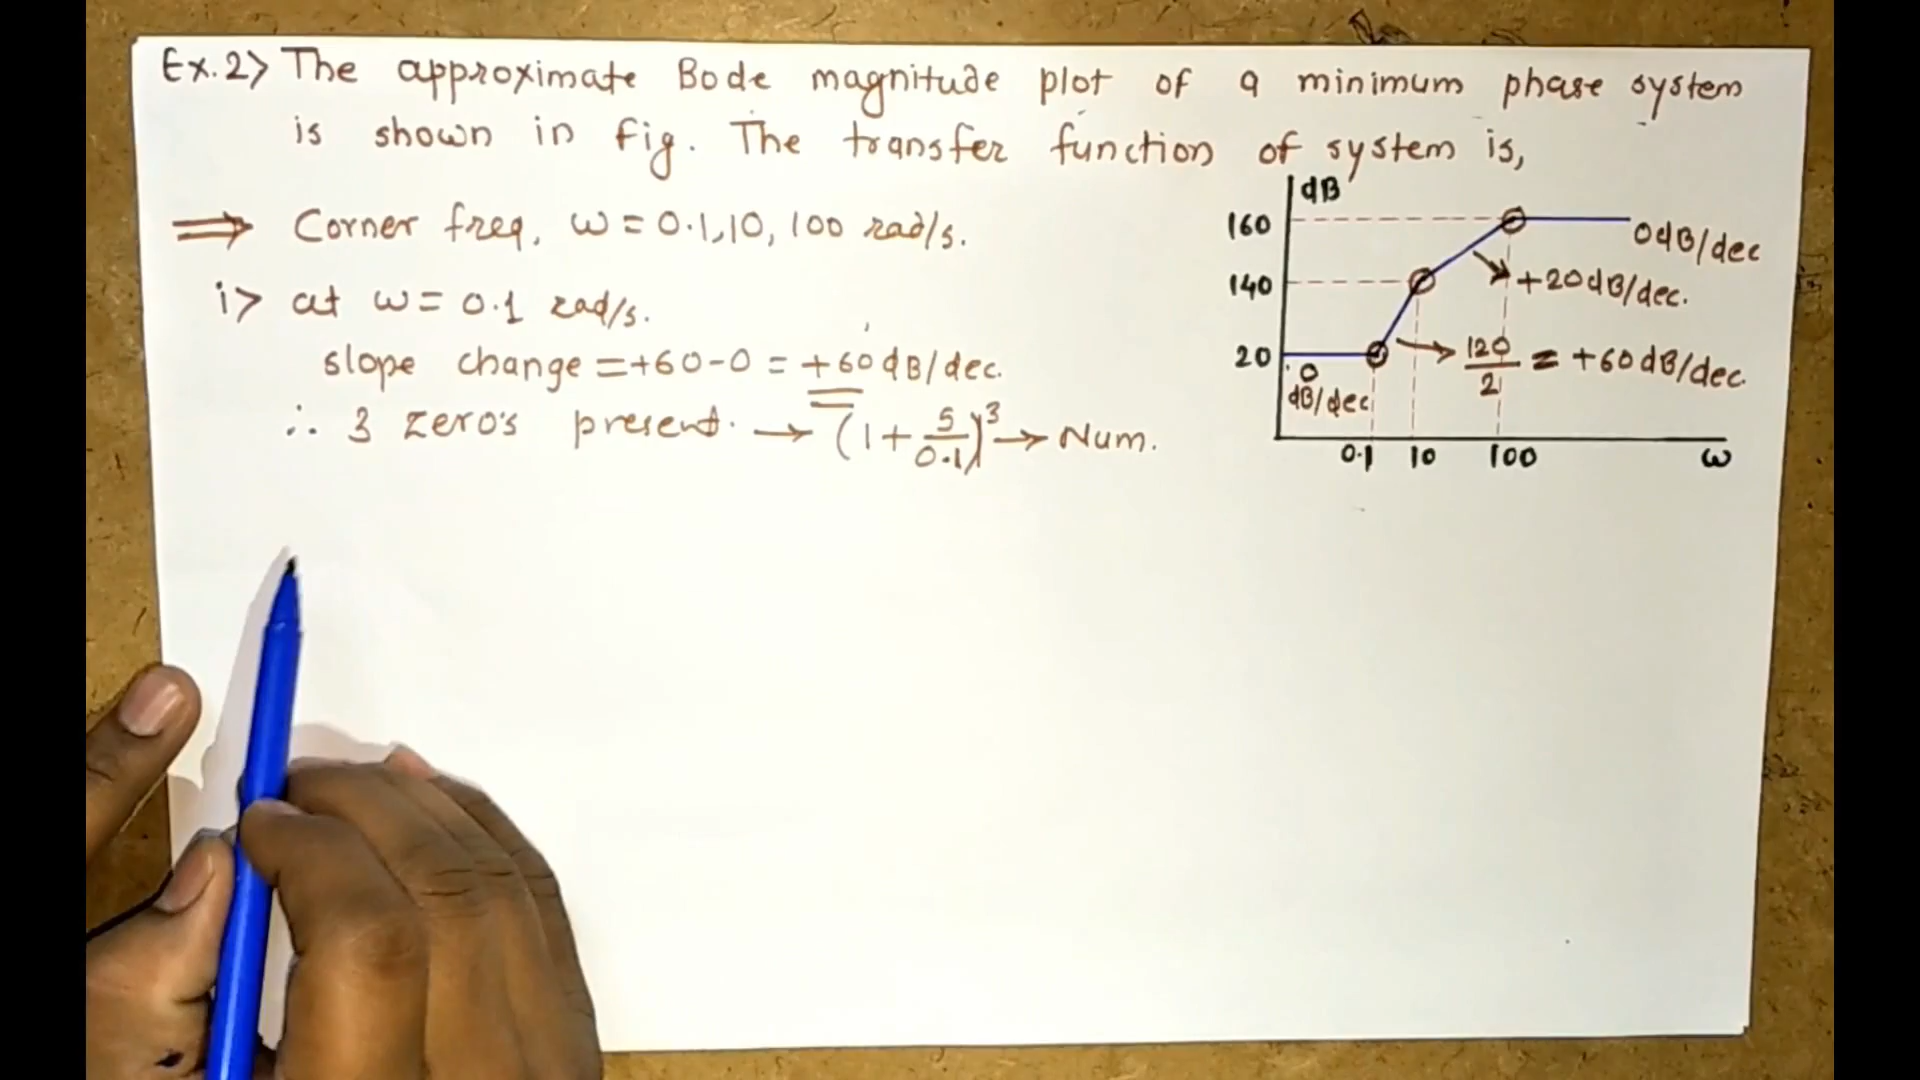 Ex.2> The approximate Bode magnitude plot of a minimum phase system
is shown in fig. The transfer function of system is,
⇒ Corner freq, ω = 0.1, 10, 100 rad/s.
i> at ω = 0.1 rad/s.
slope change = +60-0 = +60dB/dec.
∴ 3 zero's present. → (1 + s/0.1)^3 → Num.
dB
160
0dB/dec
140
+20dB/dec.
20
120/2 = +60dB/dec.
0
dB/dec
0.1 10 100 ω